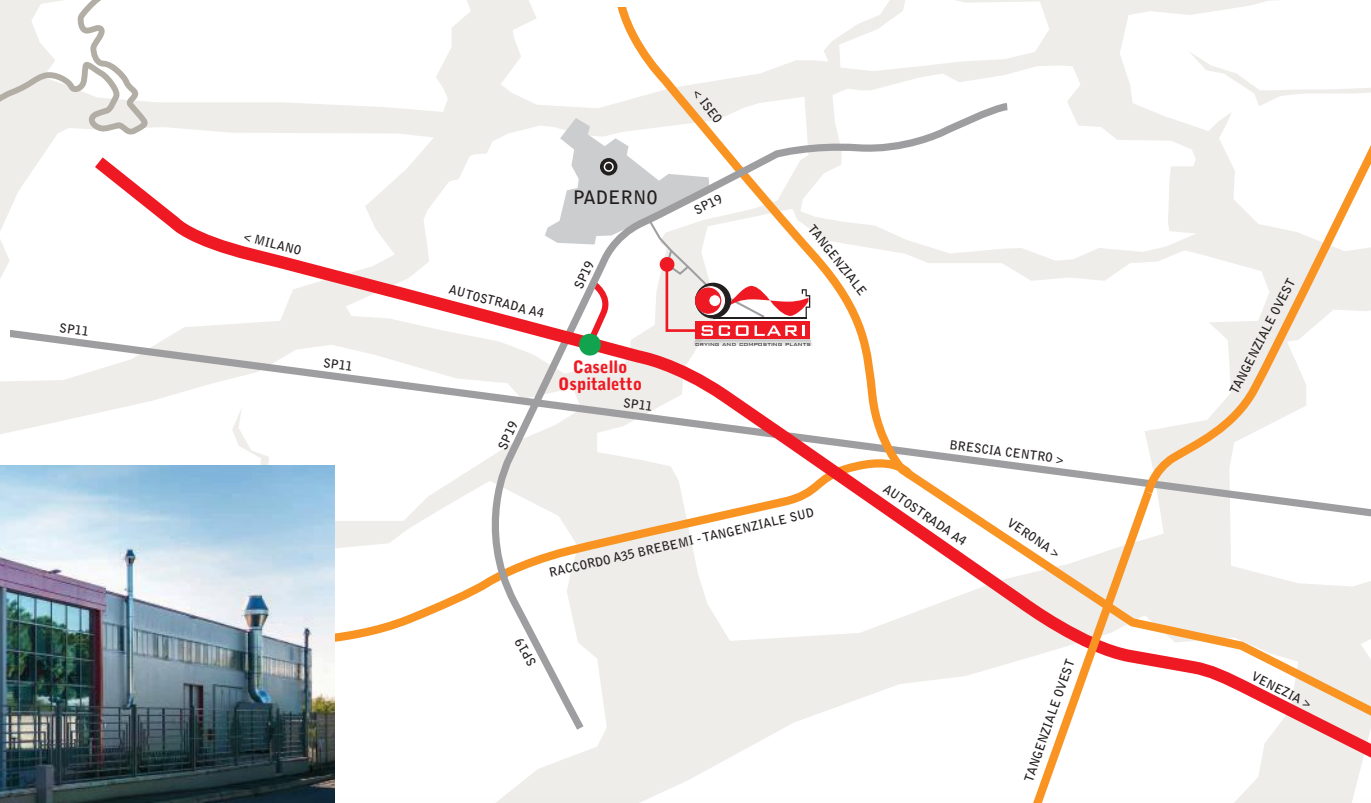 < ISEO
PADERNO
SP19
< MILANO
TANGENZIALE
SP19
AUTOSTRADA A4
SCOLARI
DRYING AND COMPOSTING PLANTS
SP11
TANGENZIALE OVEST
SP11
Casello
Ospitaletto
SP11
SP19
BRESCIA CENTRO >
AUTOSTRADA A4
VERONA >
RACCORDO A35 BREBEMI - TANGENZIALE SUD
SP19
TANGENZIALE OVEST
VENEZIA >